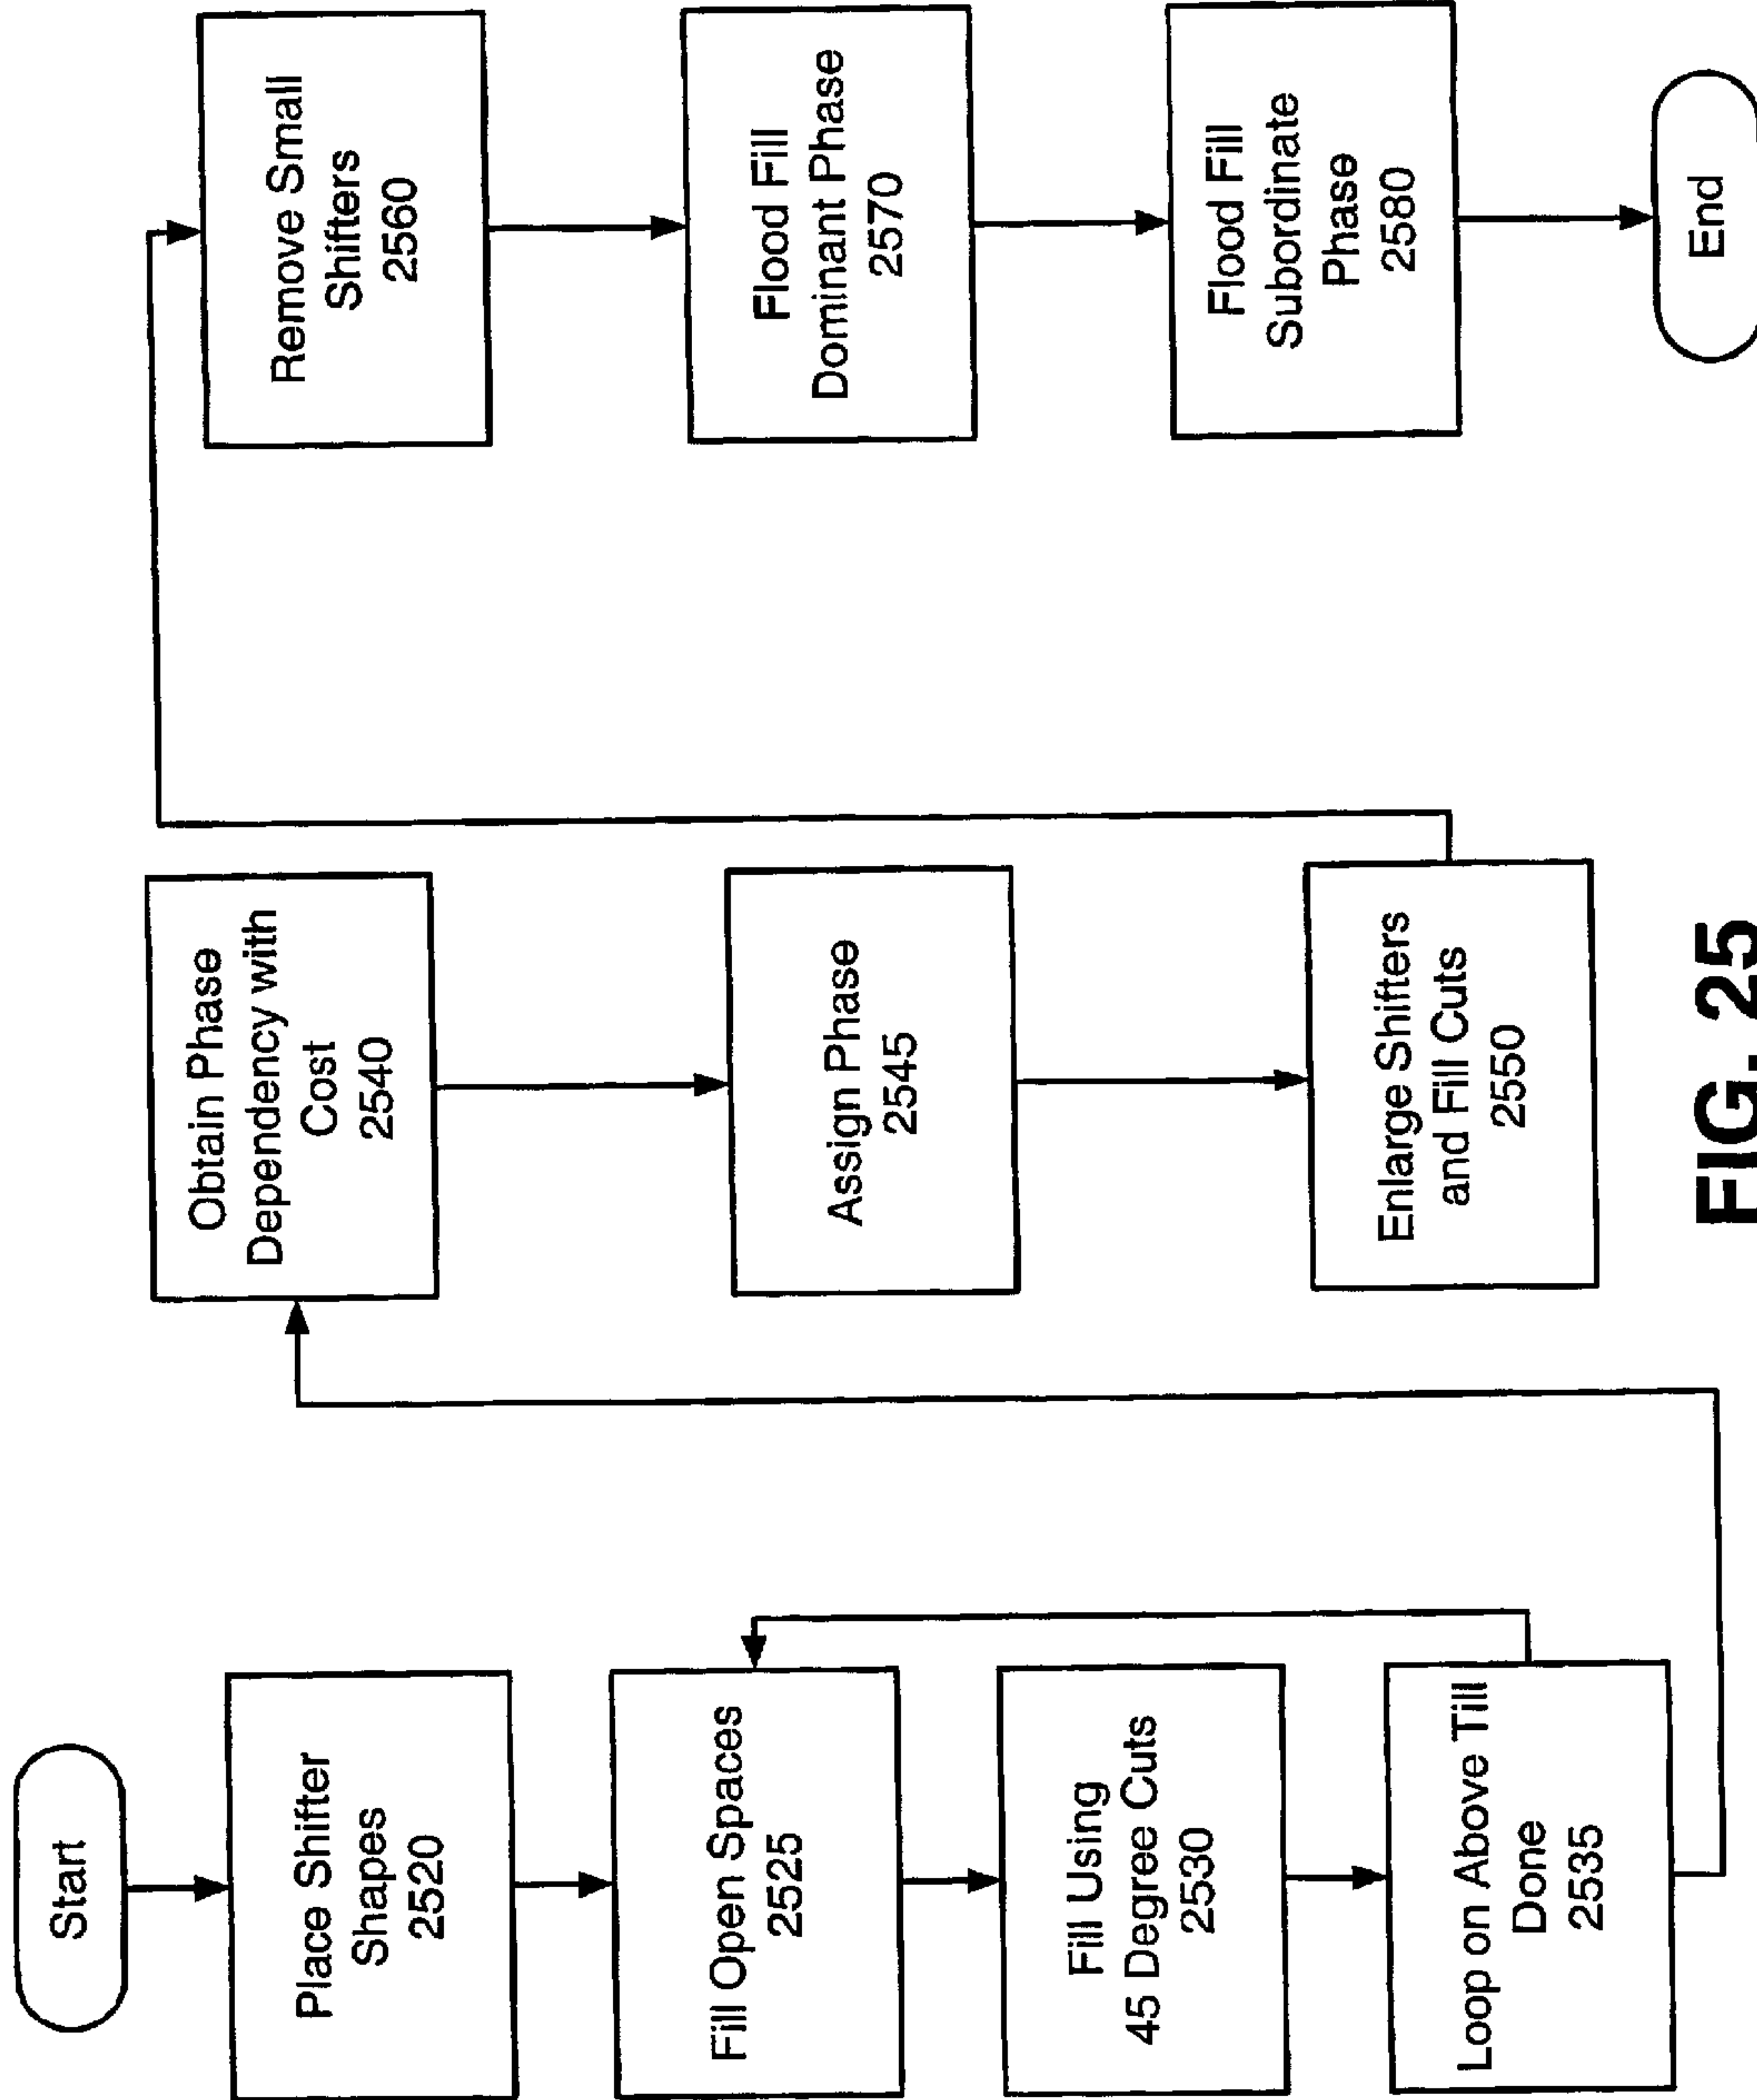 Start
Place Shifter
Shapes
2520
Fill Open Spaces
2525
Fill Using
45 Degree Cuts
2530
Loop on Above Till
Done
2535
Obtain Phase
Dependency with
Cost
2540
Assign Phase
2545
Enlarge Shifters
and Fill Cuts
2550
Remove Small
Shifters
2560
Flood Fill
Dominant Phase
2570
Flood Fill
Subordinate
Phase
2580
End
FIG. 25